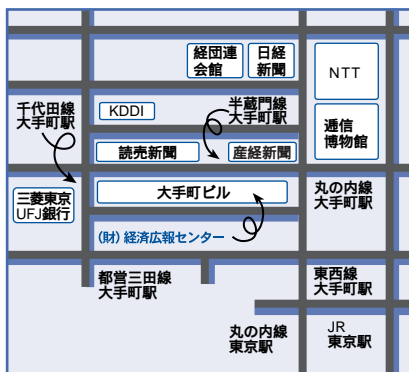 経団連
会館
日経
新聞
NTT
千代田線
大手町駅
KDDI
半蔵門線
大手町駅
逓信
博物館
読売新聞
産経新聞
三菱東京
UFJ銀行
大手町ビル
丸の内線
大手町駅
(財)経済広報センター
都営三田線
大手町駅
東西線
大手町駅
丸の内線
東京駅
JR
東京駅